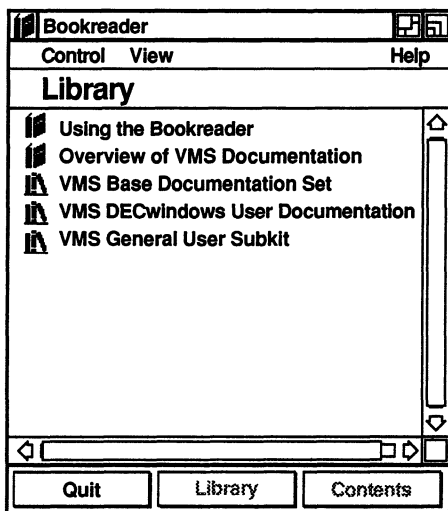 Bookreader
Control View Help
Library
Using the Bookreader
Overview of VMS Documentation
VMS Base Documentation Set
VMS DECwindows User Documentation
VMS General User Subkit
Quit Library Contents